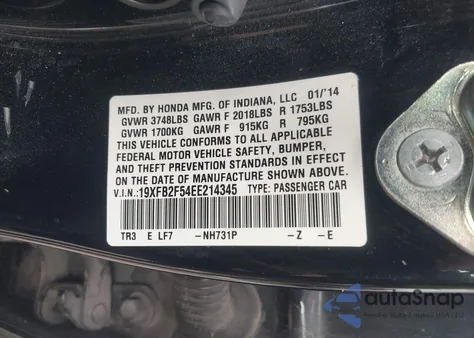 MFD. BY HONDA MFG. OF INDIANA, LLC 01/'14
GVWR 3748LBS GAWR F 2018LBS R 1753LBS
GVWR 1700KG GAWR F 915KG R 795KG
THIS VEHICLE CONFORMS TO ALL APPLICABLE
FEDERAL MOTOR VEHICLE SAFETY, BUMPER,
AND THEFT PREVENTION STANDARDS IN EFFECT
ON THE DATE OF MANUFACTURE SHOWN ABOVE.
V.I.N.: 19XFB2F54EE214345 TYPE: PASSENGER CAR
TR3 E LF7 -NH731P -Z -E
autoSnap